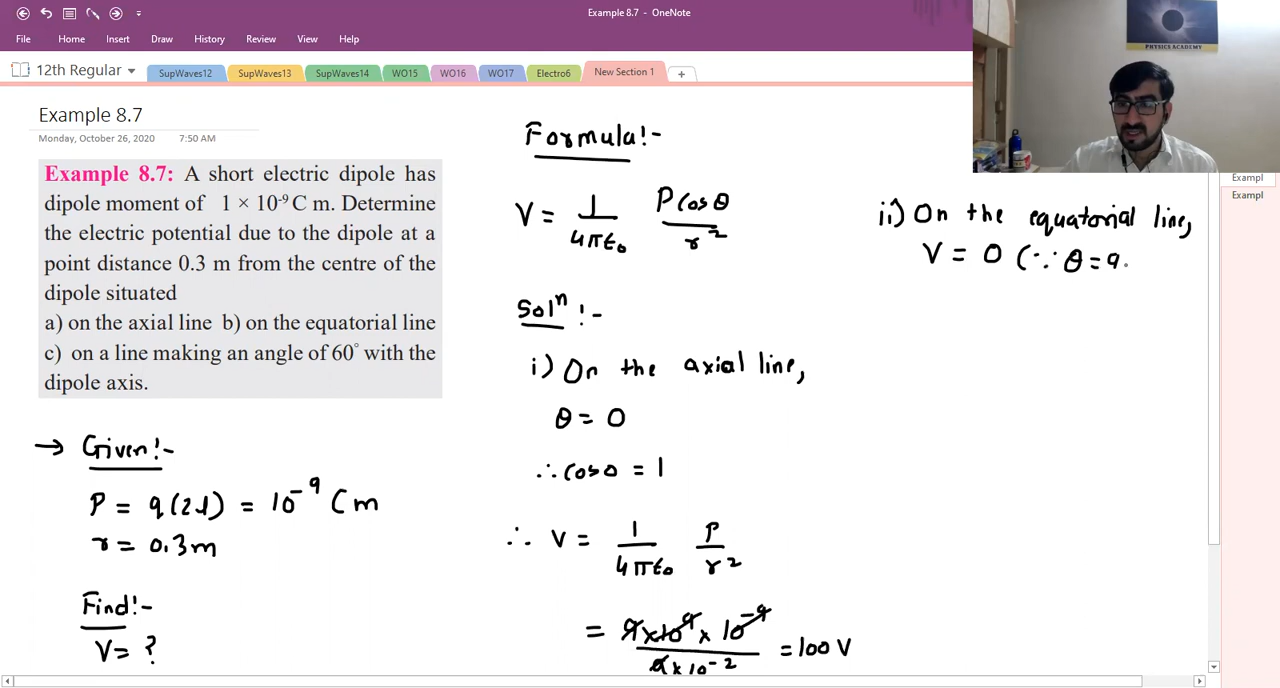 Example 8.7 - OneNote
File Home Insert Draw History Review View Help
12th Regular SupWaves12 SupWaves13 SupWaves14 WO15 WO16 WO17 Electro6 New Section 1 +
PHYSICS ACADEMY
Exampl
Exampl
Example 8.7
Monday, October 26, 2020 7:50 AM
Example 8.7: A short electric dipole has
dipole moment of 1 × 10⁻⁹ C m. Determine
the electric potential due to the dipole at a
point distance 0.3 m from the centre of the
dipole situated
a) on the axial line b) on the equatorial line
c) on a line making an angle of 60° with the
dipole axis.
→ Given!-
P = q(2l) = 10⁻⁹ C m
r = 0.3m
Find!-
V = ?
Formula!-
V = 1/4πε₀ P cosθ/r²
Solⁿ!-
i) On the axial line,
θ = 0
∴ cosθ = 1
∴ V = 1/4πε₀ P/r²
= 9×10⁹ × 10⁻⁹/9×10⁻² = 100 V
ii) On the equatorial line,
V = 0 (∵ θ = 9